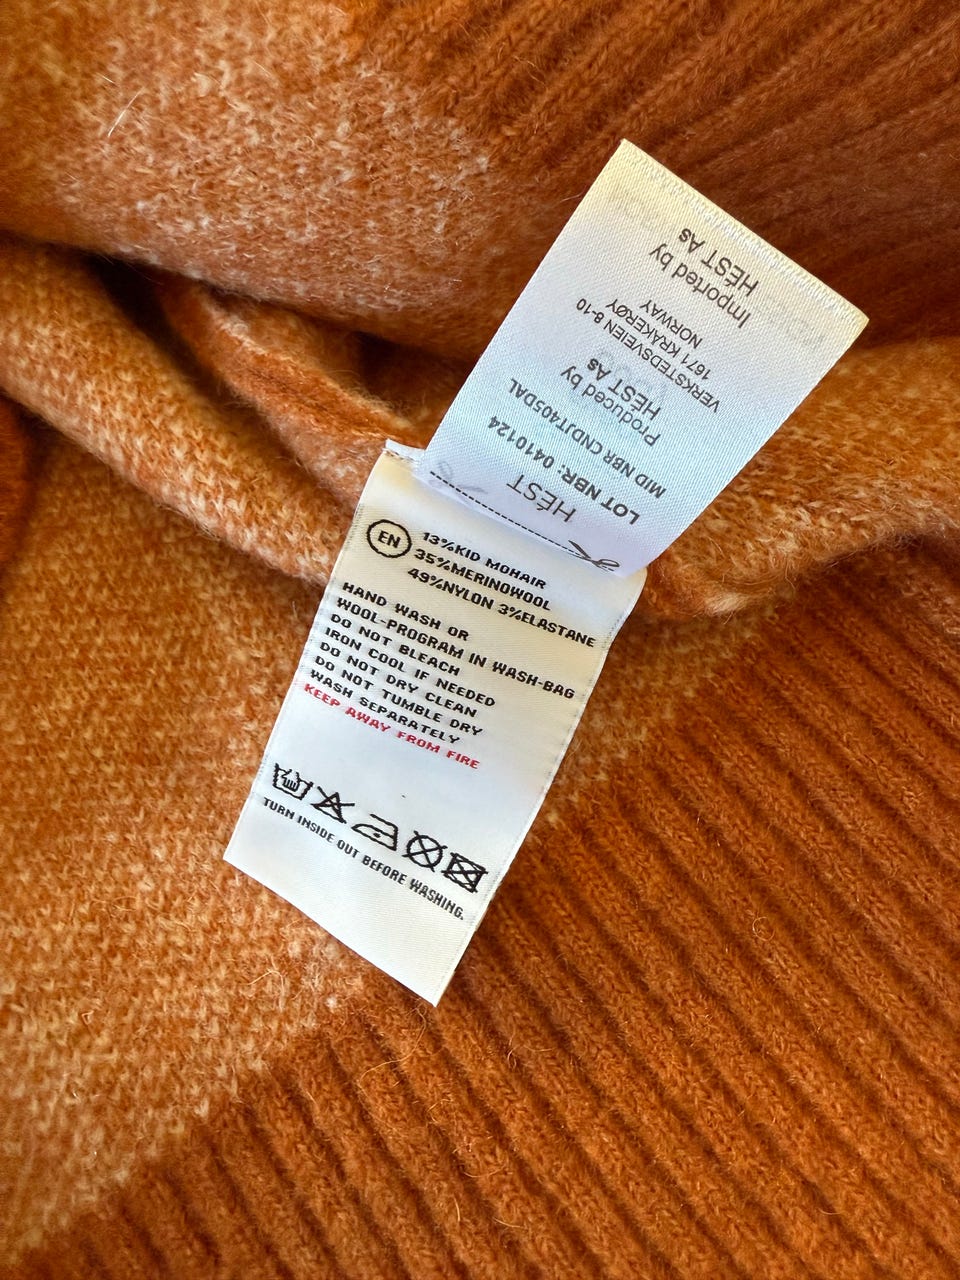 HÉST
LOT NBR: 0410124
MID NBR CNDJT405DAL
Produced by
HÉST As
VERKSTEDSVEIEN 8-10
1671 KRÅKERØY
NORWAY
Imported by
HÉST As
EN
13%KID MOHAIR
35%MERINOWOOL
49%NYLON 3%ELASTANE
HAND WASH OR
WOOL-PROGRAM IN WASH-BAG
DO NOT BLEACH
IRON COOL IF NEEDED
DO NOT DRY CLEAN
DO NOT TUMBLE DRY
WASH SEPARATELY
KEEP AWAY FROM FIRE
TURN INSIDE OUT BEFORE WASHING.